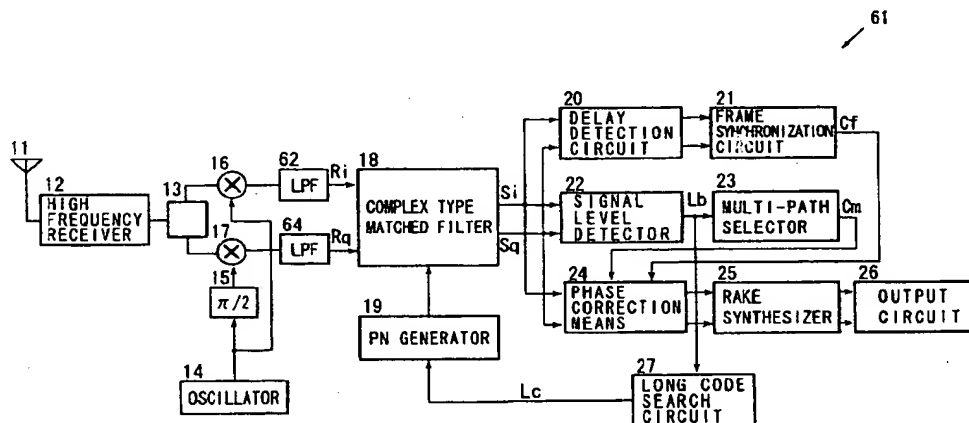 61
11
12
HIGH
FREQUENCY
RECEIVER
13
16
17
15
π/2
14
OSCILLATOR
62
LPF
Ri
64
LPF
Rq
18
COMPLEX TYPE
MATCHED FILTER
Si
Sq
19
PN GENERATOR
20
DELAY
DETECTION
CIRCUIT
21
FRAME
SYNCHRONIZATION
CIRCUIT
Cf
22
SIGNAL
LEVEL
DETECTOR
Lb
23
MULTI-PATH
SELECTOR
Cm
24
PHASE
CORRECTION
MEANS
25
RAKE
SYNTHESIZER
26
OUTPUT
CIRCUIT
27
LONG CODE
SEARCH
CIRCUIT
Lc